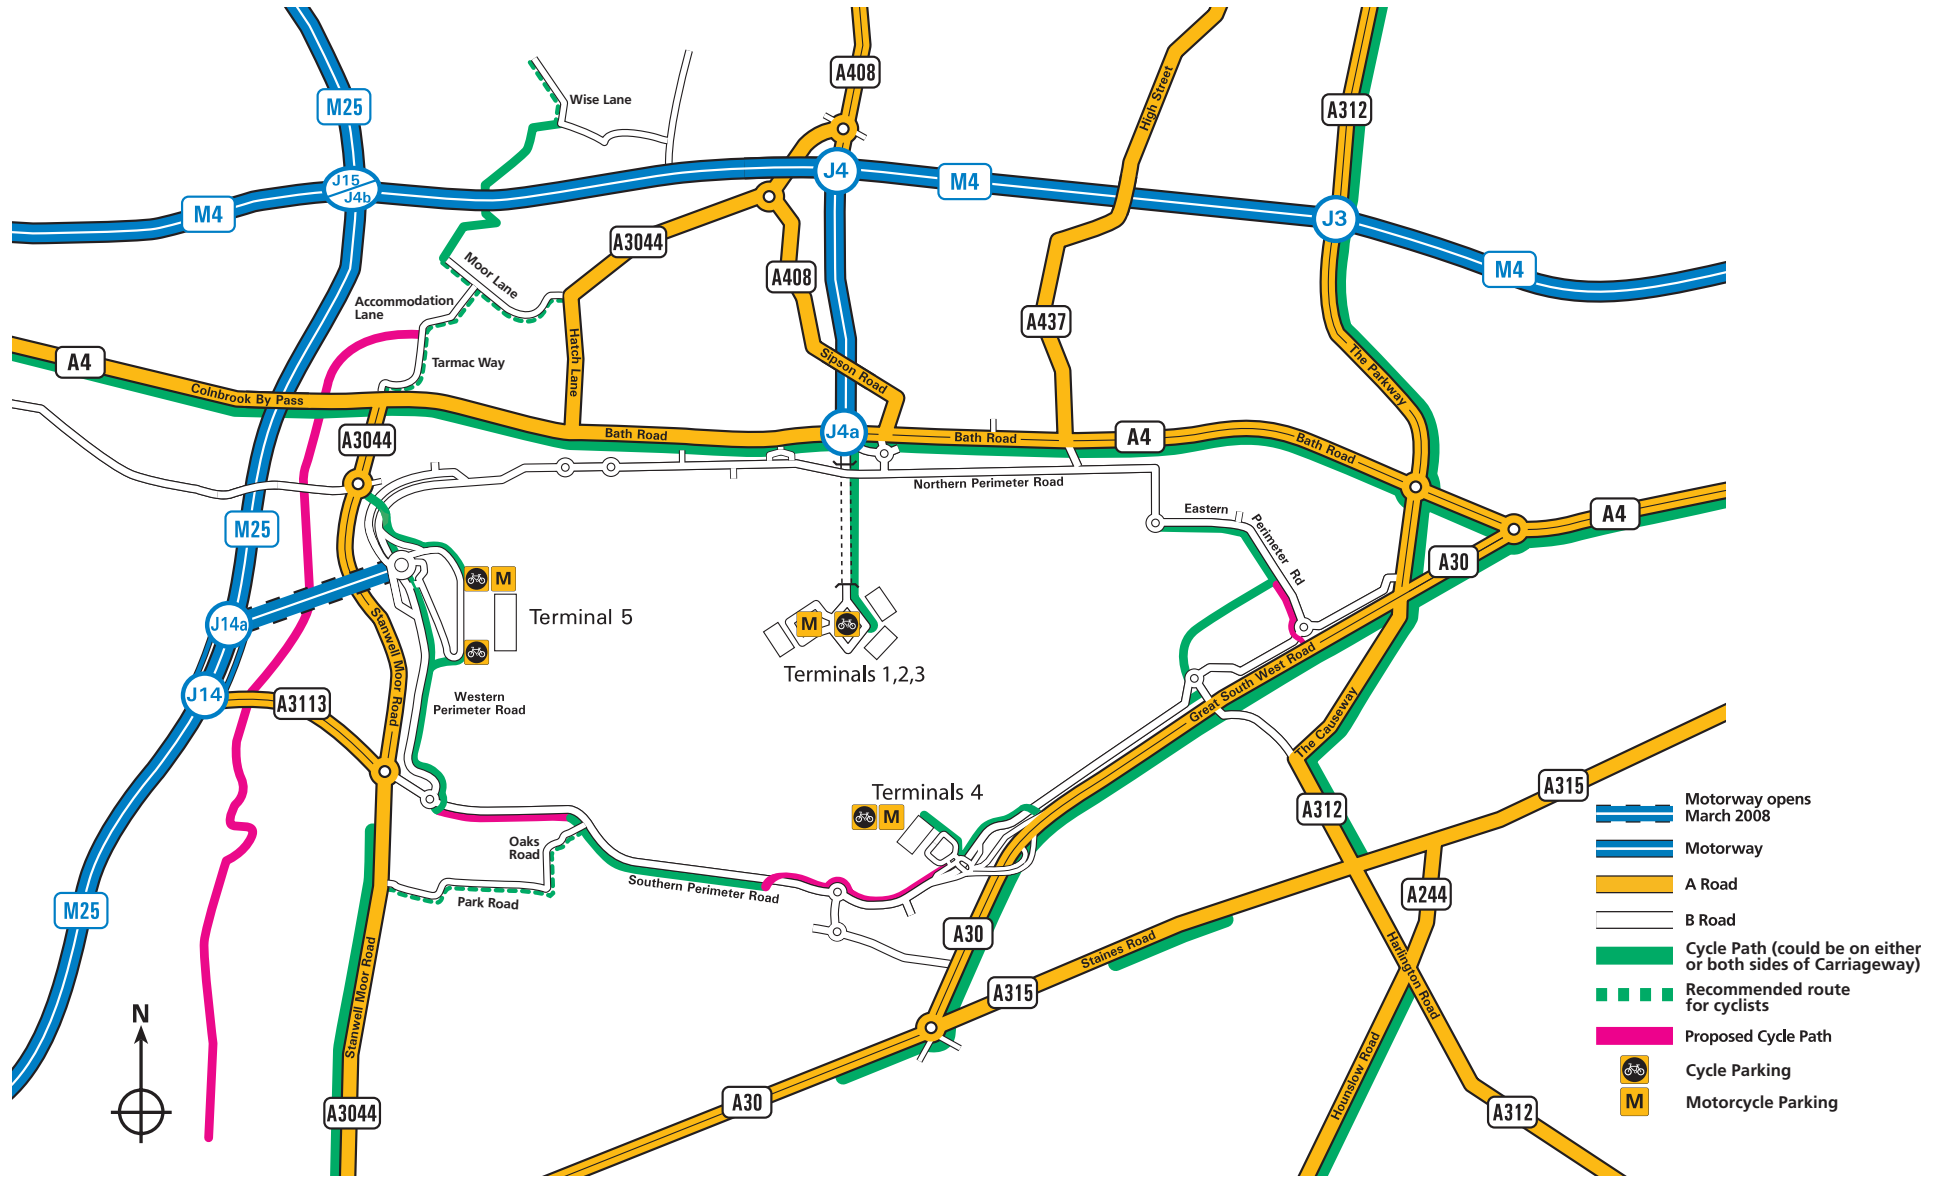 A408
M25
Wise Lane
High Street
A312
J15
J4b
J4
M4
J3
M4
M4
A3044
A408
Moor Lane
Accommodation
Lane
A437
Hatch Lane
Tarmac Way
Sipson Road
The Parkway
A4
Colnbrook By Pass
A3044
Bath Road
J4a
Bath Road
A4
Bath Road
Northern Perimeter Road
Eastern
Perimeter Rd
A4
M25
A30
M
Terminal 5
J14a
Stanwell Moor Road
M
Terminals 1,2,3
Great South West Road
J14
A3113
Western
Perimeter Road
The Causeway
Terminals 4
M
A312
A315
Oaks
Road
Southern Perimeter Road
Park Road
M25
A30
Staines Road
A244
Harlington Road
A315
Stanwell Moor Road
N
A3044
A30
Hounslow Road
A312
Motorway opens
March 2008
Motorway
A Road
B Road
Cycle Path (could be on either
or both sides of Carriageway)
Recommended route
for cyclists
Proposed Cycle Path
Cycle Parking
M
Motorcycle Parking